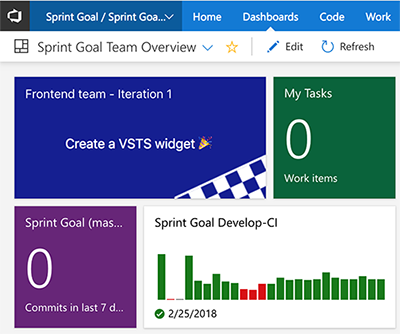 Sprint Goal / Sprint Goa... Home Dashboards Code Work
Sprint Goal Team Overview Edit Refresh
Frontend team - Iteration 1
Create a VSTS widget 🎉
My Tasks
0
Work items
Sprint Goal (mas...
0
Commits in last 7 d...
Sprint Goal Develop-CI
2/25/2018